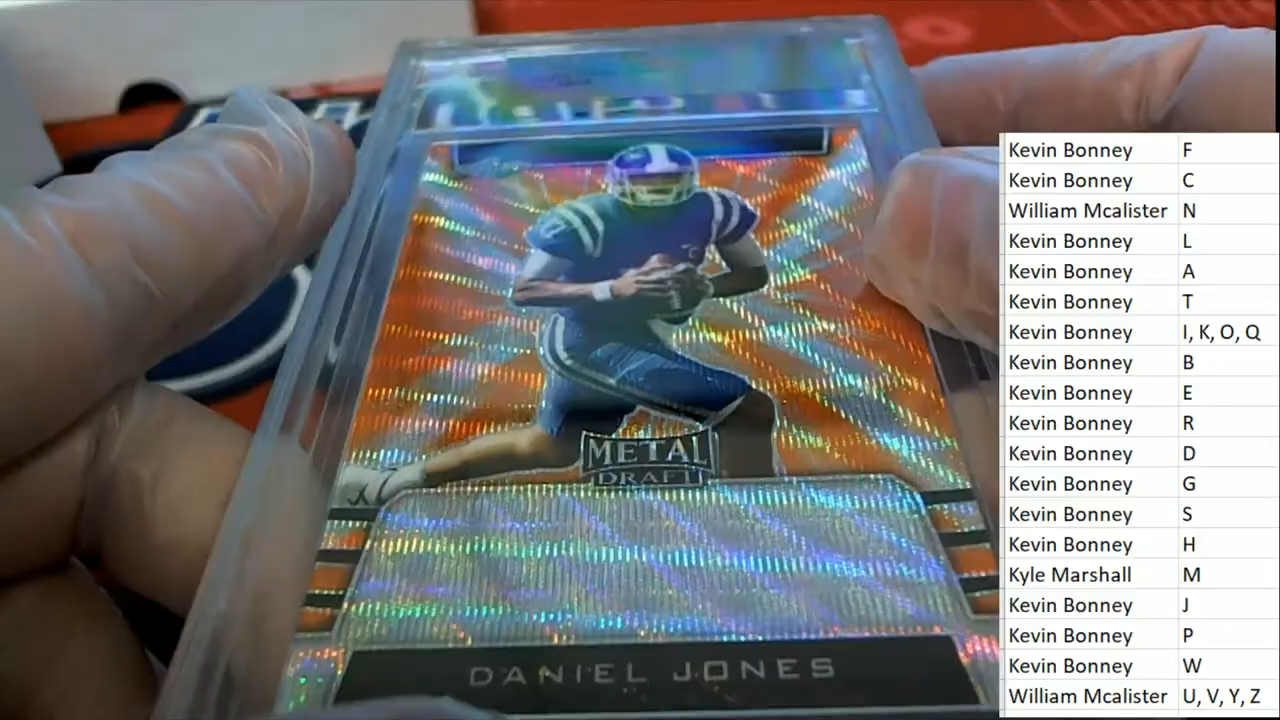 METAL
DRAFT
DANIEL JONES
Kevin Bonney F
Kevin Bonney C
William Mcalister N
Kevin Bonney L
Kevin Bonney A
Kevin Bonney T
Kevin Bonney I, K, O, Q
Kevin Bonney B
Kevin Bonney E
Kevin Bonney R
Kevin Bonney D
Kevin Bonney G
Kevin Bonney S
Kevin Bonney H
Kyle Marshall M
Kevin Bonney J
Kevin Bonney P
Kevin Bonney W
William Mcalister U, V, Y, Z